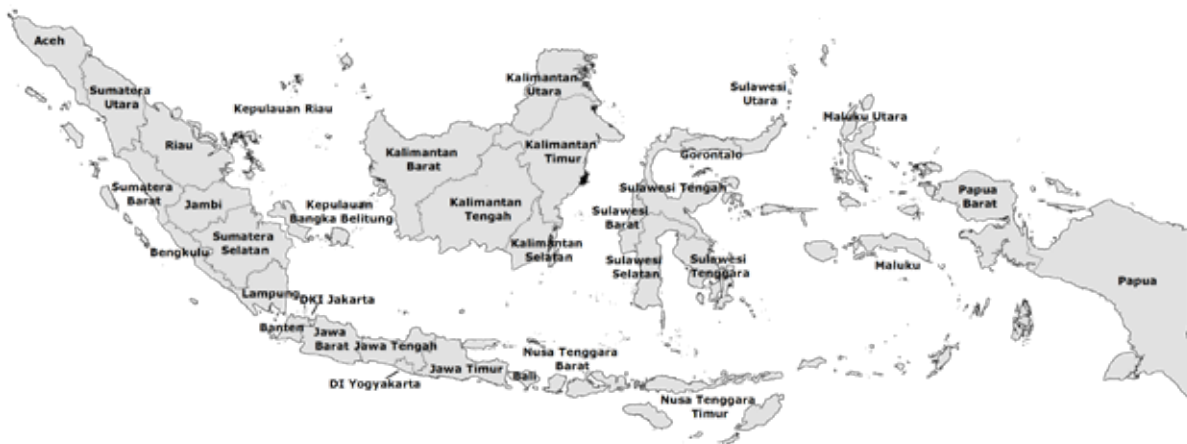 Aceh
Sumatera
Utara
Riau
Kepulauan Riau
Sumatera
Barat
Jambi
Kepulauan
Bangka Belitung
Bengkulu
Sumatera
Selatan
Lampung
DKI Jakarta
Banten
Jawa
Barat
Jawa Tengah
DI Yogyakarta
Jawa Timur
Bali
Nusa Tenggara
Barat
Nusa Tenggara
Timur
Kalimantan
Utara
Kalimantan
Barat
Kalimantan
Timur
Kalimantan
Tengah
Kalimantan
Selatan
Sulawesi
Utara
Gorontalo
Sulawesi Tengah
Sulawesi
Barat
Sulawesi
Selatan
Sulawesi
Tenggara
Maluku Utara
Maluku
Papua
Barat
Papua